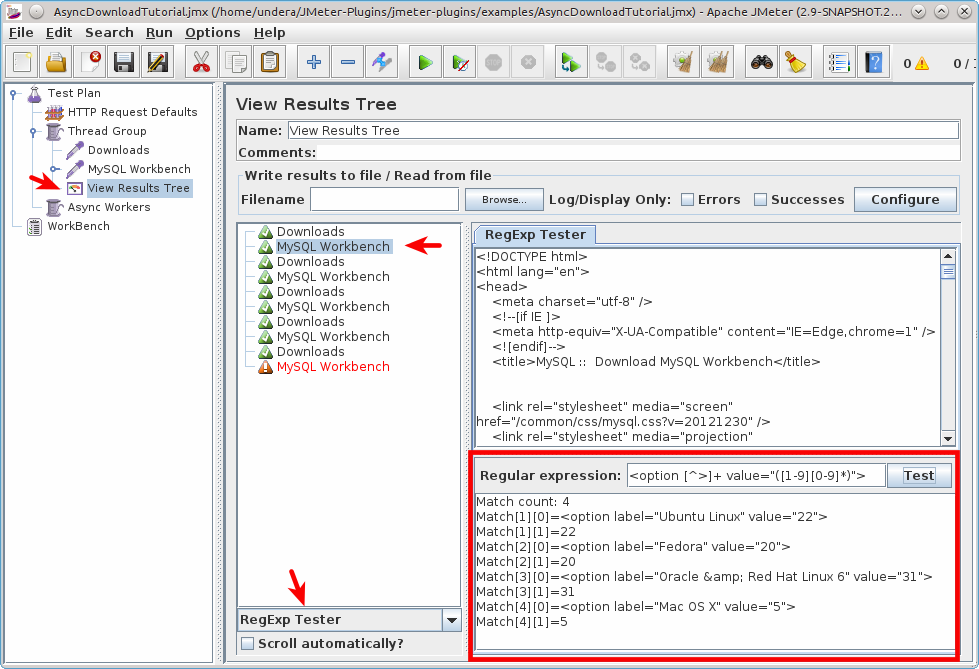 AsyncDownloadTutorial.jmx (/home/undera/JMeter-Plugins/jmeter-plugins/examples/AsyncDownloadTutorial.jmx) - Apache JMeter (2.9-SNAPSHOT.2...
File Edit Search Run Options Help
0 0 /
Test Plan
HTTP Request Defaults
Thread Group
Downloads
MySQL Workbench
View Results Tree
Async Workers
WorkBench
View Results Tree
Name: View Results Tree
Comments:
Write results to file / Read from file
Filename Browse... Log/Display Only: Errors Successes Configure
Downloads
MySQL Workbench
Downloads
MySQL Workbench
Downloads
MySQL Workbench
Downloads
MySQL Workbench
Downloads
MySQL Workbench
RegExp Tester
Scroll automatically?
RegExp Tester
<!DOCTYPE html>
<html lang="en">
<head>
<meta charset="utf-8" />
<!--[if IE ]>
<meta http-equiv="X-UA-Compatible" content="IE=Edge,chrome=1" />
<![endif]-->
<title>MySQL ::  Download MySQL Workbench</title>
<link rel="stylesheet" media="screen"
href="/common/css/mysql.css?v=20121230" />
<link rel="stylesheet" media="projection"
Regular expression: <option [^>]+ value="([1-9][0-9]*)"> Test
Match count: 4
Match[1][0]=<option label="Ubuntu Linux" value="22">
Match[1][1]=22
Match[2][0]=<option label="Fedora" value="20">
Match[2][1]=20
Match[3][0]=<option label="Oracle &amp; Red Hat Linux 6" value="31">
Match[3][1]=31
Match[4][0]=<option label="Mac OS X" value="5">
Match[4][1]=5